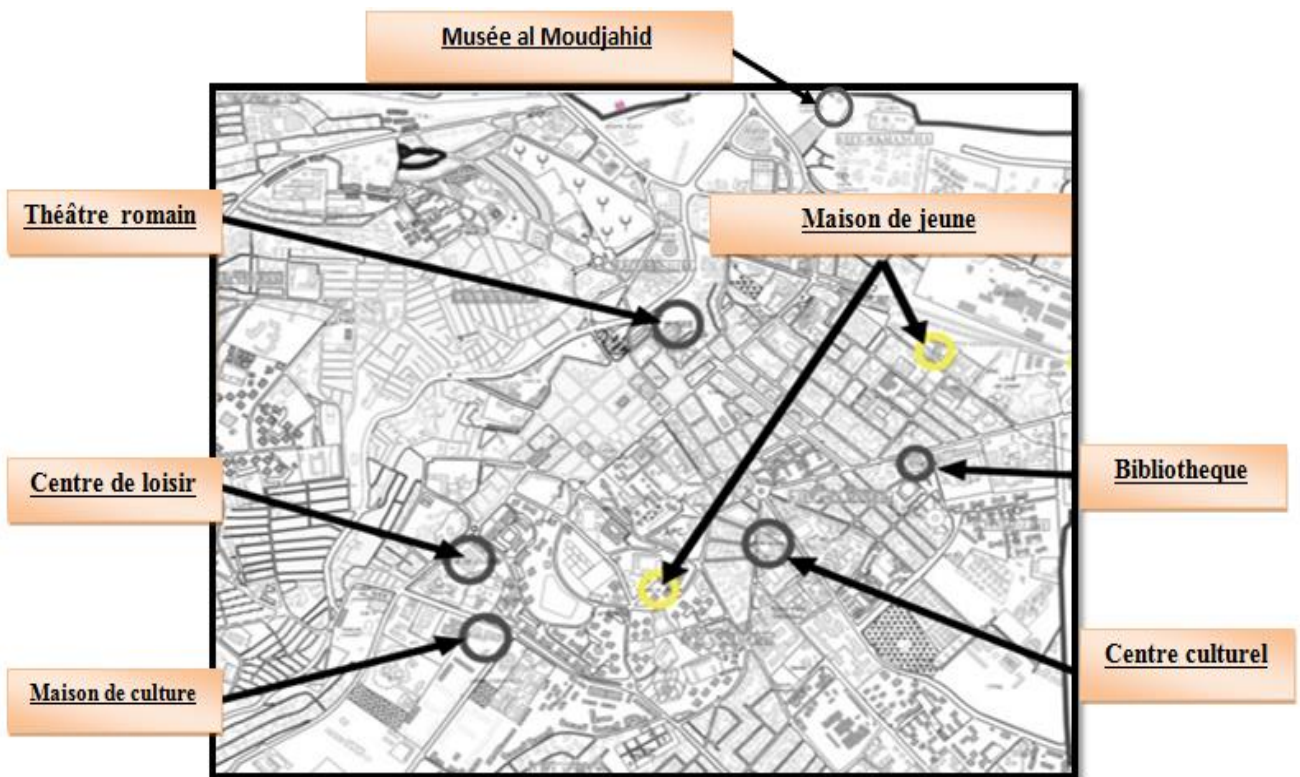 Musée al Moudjahid
Théâtre romain
Maison de jeune
Centre de loisir
Bibliotheque
Centre culturel
Maison de culture